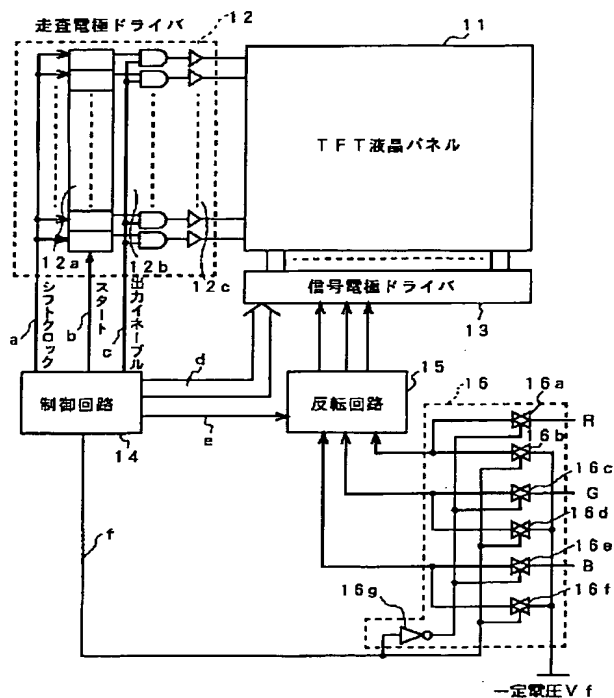 走査電極ドライバ
12
11
TFT液晶パネル
12a
12b
12c
シフトクロック
スタート
出力イネーブル
a
b
c
信号電極ドライバ
13
d
15
制御回路
反転回路
14
e
16
16a
R
6b
16c
G
16d
16e
B
16f
16g
f
一定電圧Vf